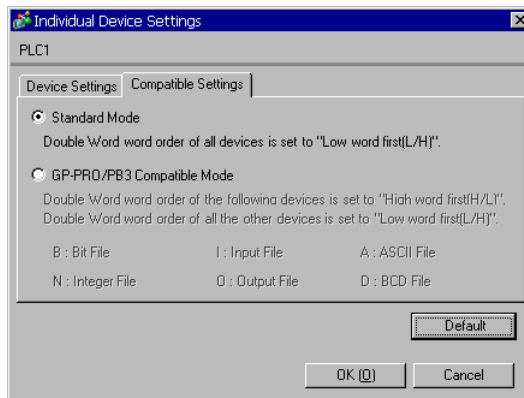 Individual Device Settings
PLC1
Device Settings Compatible Settings
Standard Mode
Double Word word order of all devices is set to "Low word first(L/H)".
GP-PRO/PB3 Compatible Mode
Double Word word order of the following devices is set to "High word first(H/L)".
Double Word word order of all the other devices is set to "Low word first(L/H)".
B : Bit File I : Input File A : ASCII File
N : Integer File O : Output File D : BCD File
Default
OK (O) Cancel